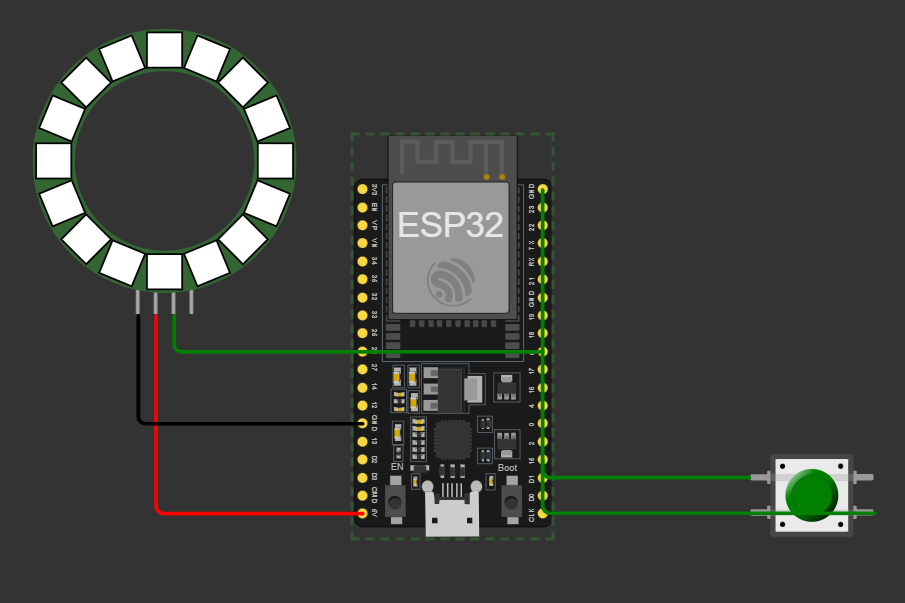 ESP32
3V3
EN
VP
VN
34
35
32
33
25
27
14
12
GND
13
D2
D3
CMD
5V
GND
23
22
TX
RX
21
GND
19
18
17
16
4
0
2
15
D1
D0
CLK
EN
Boot